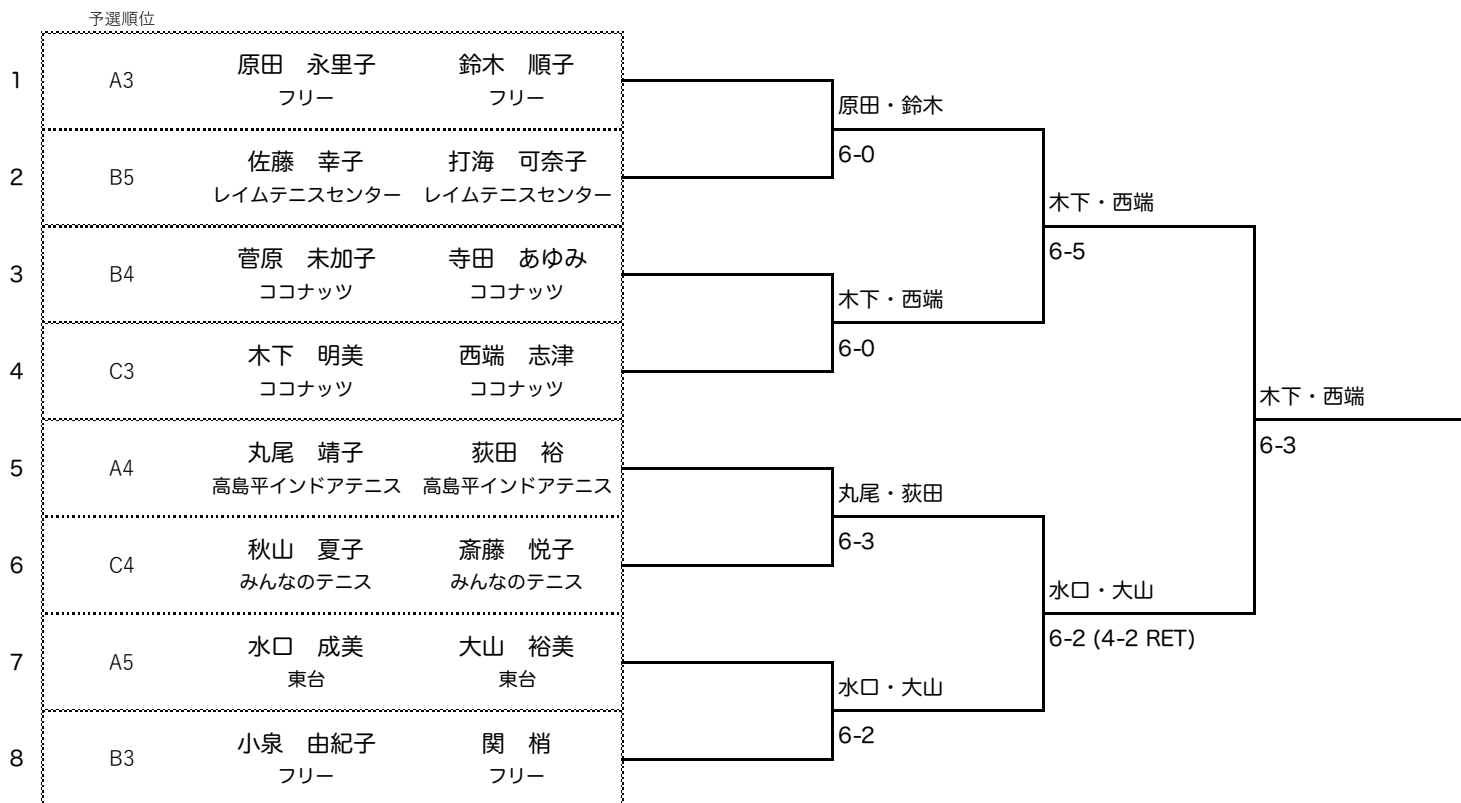 予選順位
1 A3 原田　永里子 鈴木　順子
フリー フリー
原田・鈴木
6-0
2 B5 佐藤　幸子 打海　可奈子
レイムテニスセンター レイムテニスセンター
木下・西端
6-5
3 B4 菅原　未加子 寺田　あゆみ
ココナッツ ココナッツ
木下・西端
6-0
4 C3 木下　明美 西端　志津
ココナッツ ココナッツ
木下・西端
6-3
5 A4 丸尾　靖子 荻田　裕
高島平インドアテニス 高島平インドアテニス
丸尾・荻田
6-3
6 C4 秋山　夏子 斎藤　悦子
みんなのテニス みんなのテニス
水口・大山
6-2 (4-2 RET)
7 A5 水口　成美 大山　裕美
東台 東台
水口・大山
6-2
8 B3 小泉　由紀子 関　梢
フリー フリー